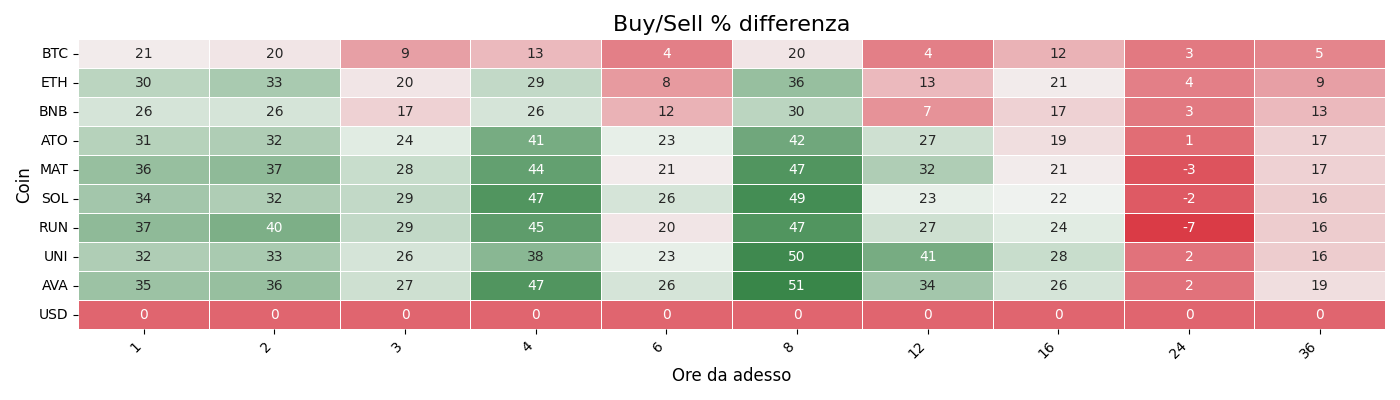 Buy/Sell % differenza
BTC 21 20 9 13 4 20 4 12 3 5
ETH 30 33 20 29 8 36 13 21 4 9
BNB 26 26 17 26 12 30 7 17 3 13
ATO 31 32 24 41 23 42 27 19 1 17
MAT 36 37 28 44 21 47 32 21 -3 17
SOL 34 32 29 47 26 49 23 22 -2 16
RUN 37 40 29 45 20 47 27 24 -7 16
UNI 32 33 26 38 23 50 41 28 2 16
AVA 35 36 27 47 26 51 34 26 2 19
USD 0 0 0 0 0 0 0 0 0 0
1 2 3 4 6 8 12 16 24 36
Ore da adesso
Coin